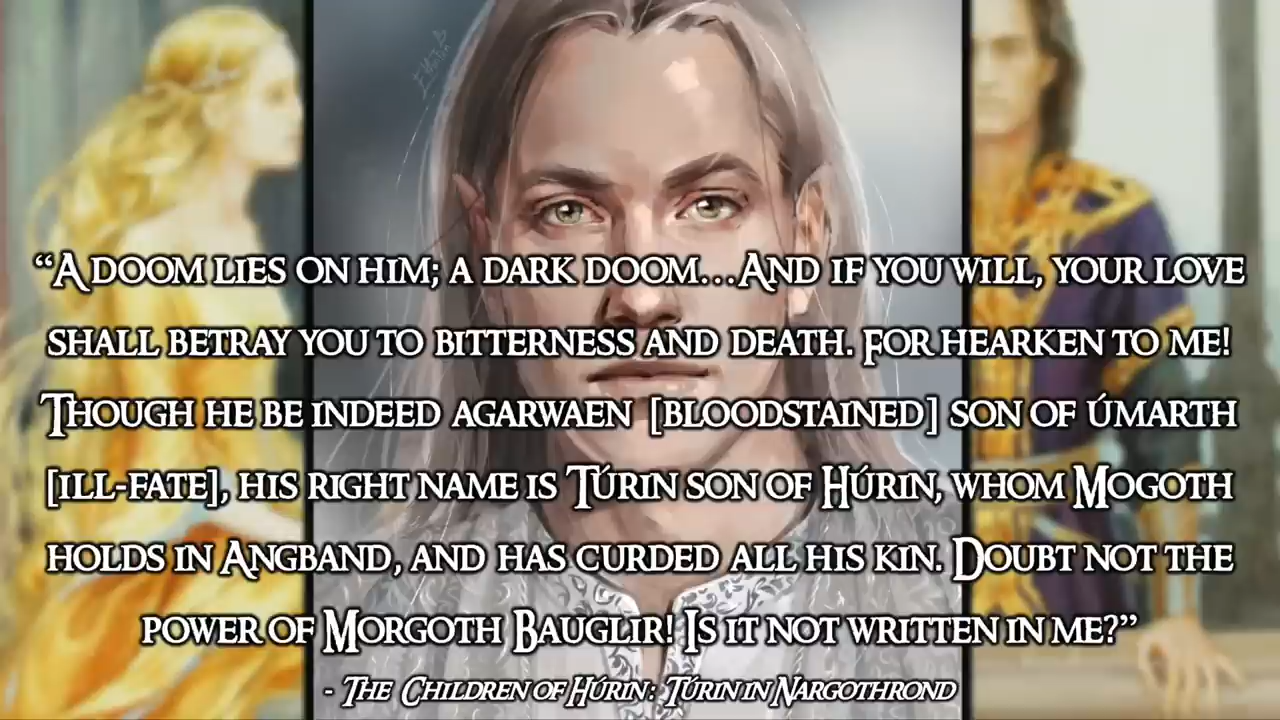 “A doom lies on him; a dark doom...And if you will, your love
shall betray you to bitterness and death. For hearken to me!
Though he be indeed agarwaen [bloodstained] son of Úmarth
[ill-fate], his right name is Túrin son of Húrin, whom Mogoth
holds in Angband, and has curded all his kin. Doubt not the
power of Morgoth Bauglir! Is it not written in me?”
- The Children of Húrin: Túrin in Nargothrond